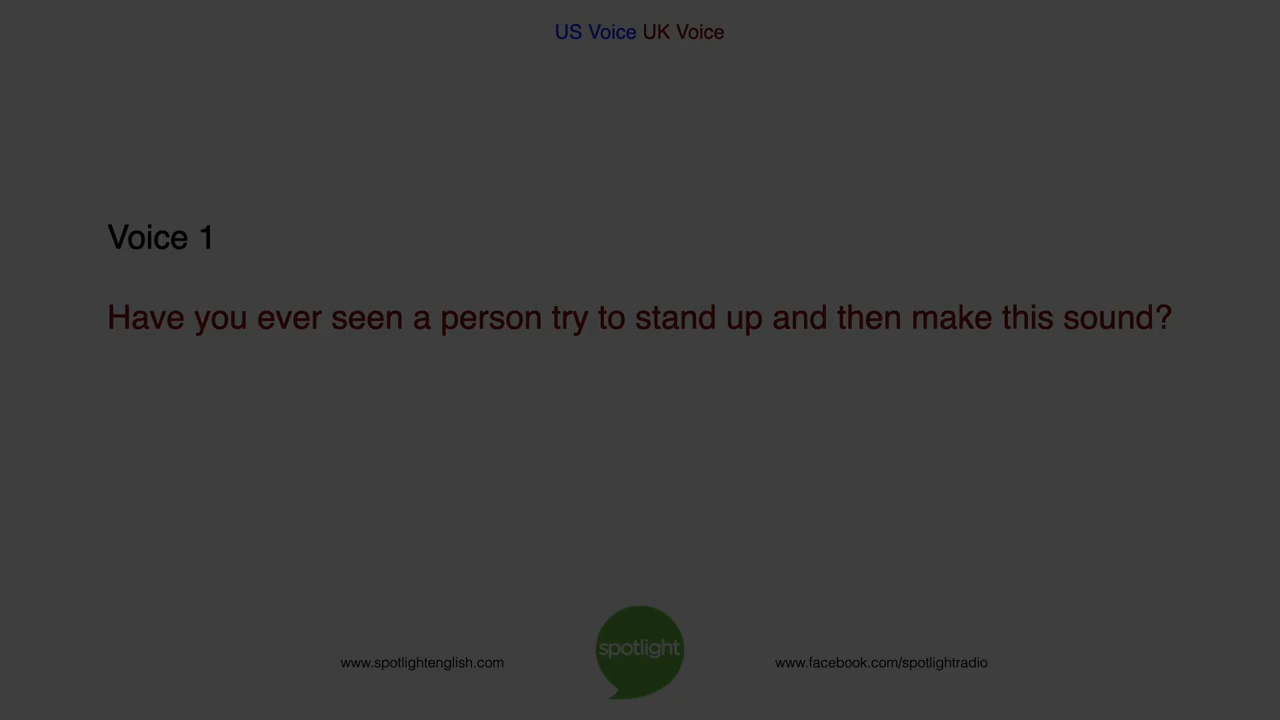 US Voice UK Voice
Voice 1
Have you ever seen a person try to stand up and then make this sound?
spotlight
www.spotlightenglish.com
www.facebook.com/spotlightradio